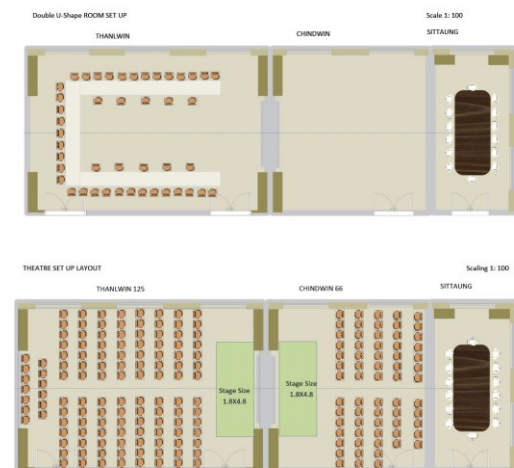 Double U-Shape ROOM SET UP
Scale 1: 100
THANLWIN
CHINDWIN
SITTAUNG
THEATRE SET UP LAYOUT
Scaling 1: 100
THANLWIN 125
CHINDWIN 66
SITTAUNG
Stage Size
1.8X4.8
Stage Size
1.8X4.8